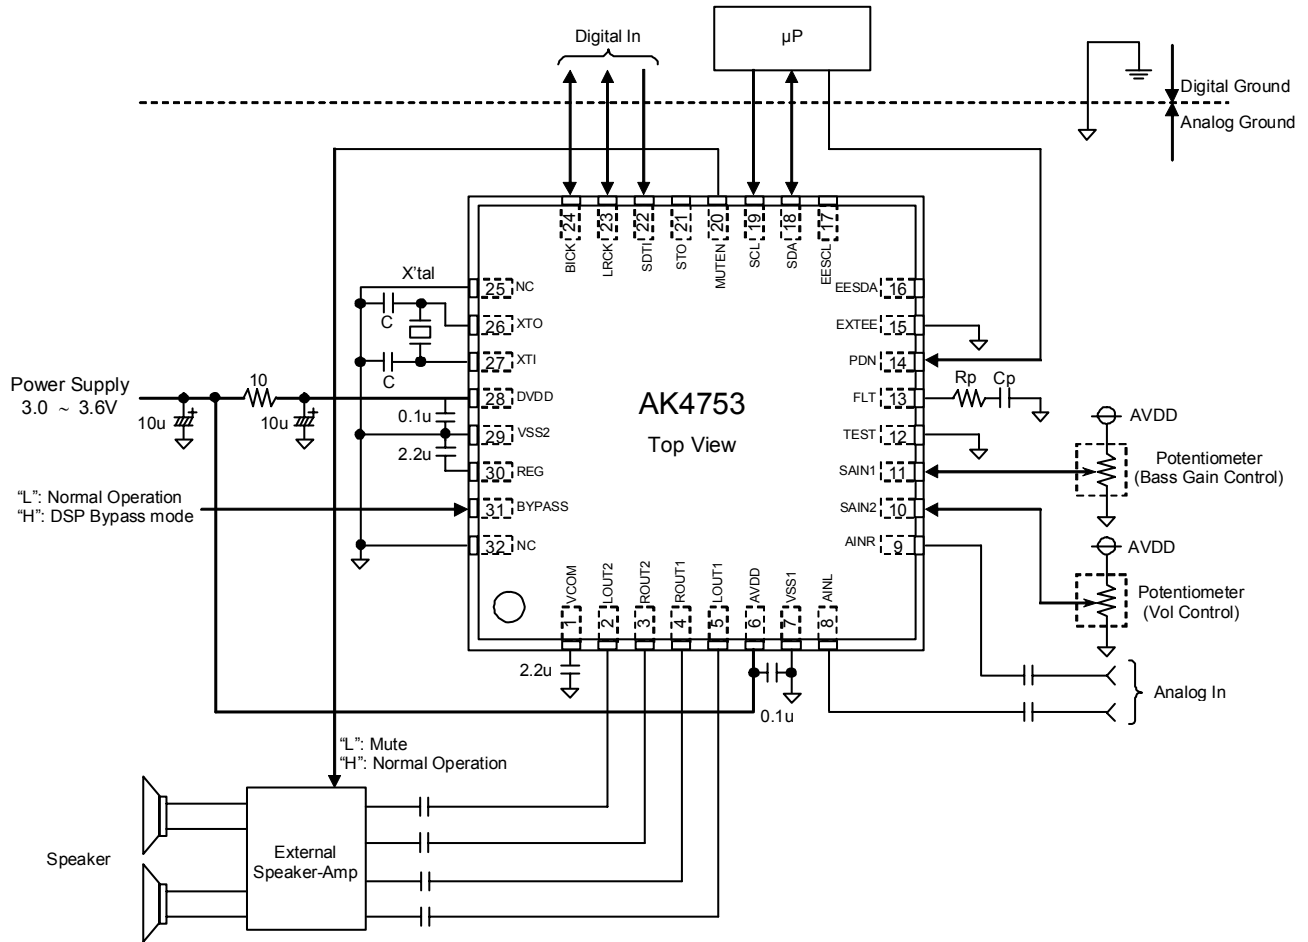 Digital In
µP
Digital Ground
Analog Ground
24
23
22
21
20
19
18
17
BICK
LRCK
SDTI
STO
MUTEN
SCL
SDA
EESCL
X'tal
C
C
25 NC
26 XTO
27 XTI
28 DVDD
29 VSS2
30 REG
31 BYPASS
32 NC
EESDA 16
EXTEE 15
PDN 14
FLT 13
TEST 12
SAIN1 11
SAIN2 10
AINR 9
Rp
Cp
Power Supply
3.0 ~ 3.6V
10
10u
+
10u
+
0.1u
2.2u
AK4753
Top View
AVDD
Potentiometer
(Bass Gain Control)
"L": Normal Operation
"H": DSP Bypass mode
AVDD
Potentiometer
(Vol Control)
VCOM
LOUT2
ROUT2
ROUT1
LOUT1
AVDD
VSS1
AINL
1
2
3
4
5
6
7
8
2.2u
0.1u
Analog In
"L": Mute
"H": Normal Operation
Speaker
External
Speaker-Amp